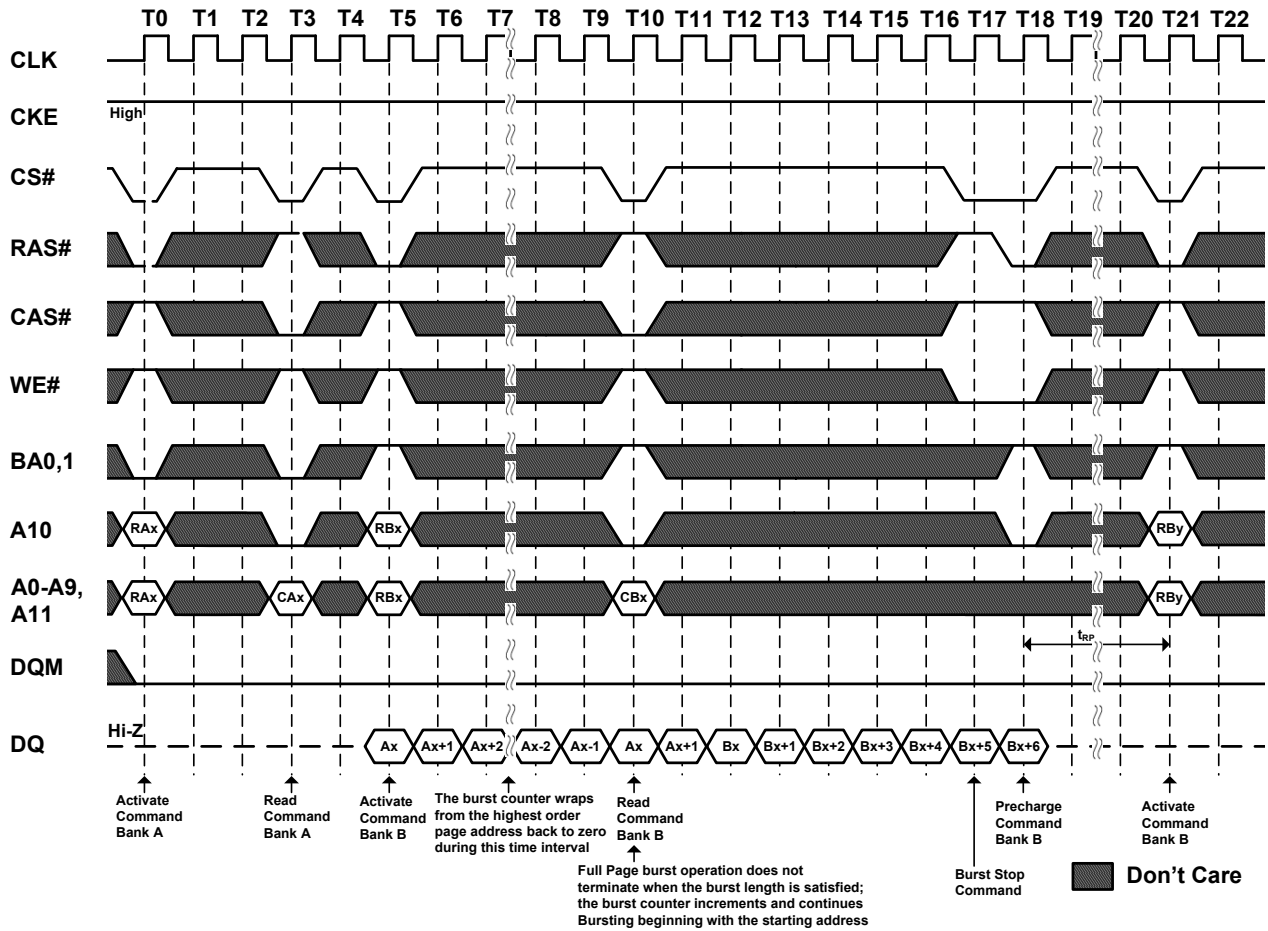 T0 T1 T2 T3 T4 T5 T6 T7 T8 T9 T10 T11 T12 T13 T14 T15 T16 T17 T18 T19 T20 T21 T22
CLK
CKE
High
CS#
RAS#
CAS#
WE#
BA0,1
A10
RAx RBx RBy
A0-A9,
A11
RAx CAx RBx CBx RBy
tRP
DQM
DQ
Hi-Z
Ax Ax+1 Ax+2 Ax-2 Ax-1 Ax Ax+1 Bx Bx+1 Bx+2 Bx+3 Bx+4 Bx+5 Bx+6
Activate
Command
Bank A
Read
Command
Bank A
Activate
Command
Bank B
The burst counter wraps
from the highest order
page address back to zero
during this time interval
Read
Command
Bank B
Full Page burst operation does not
terminate when the burst length is satisfied;
the burst counter increments and continues
Bursting beginning with the starting address
Burst Stop
Command
Precharge
Command
Bank B
Activate
Command
Bank B
Don't Care